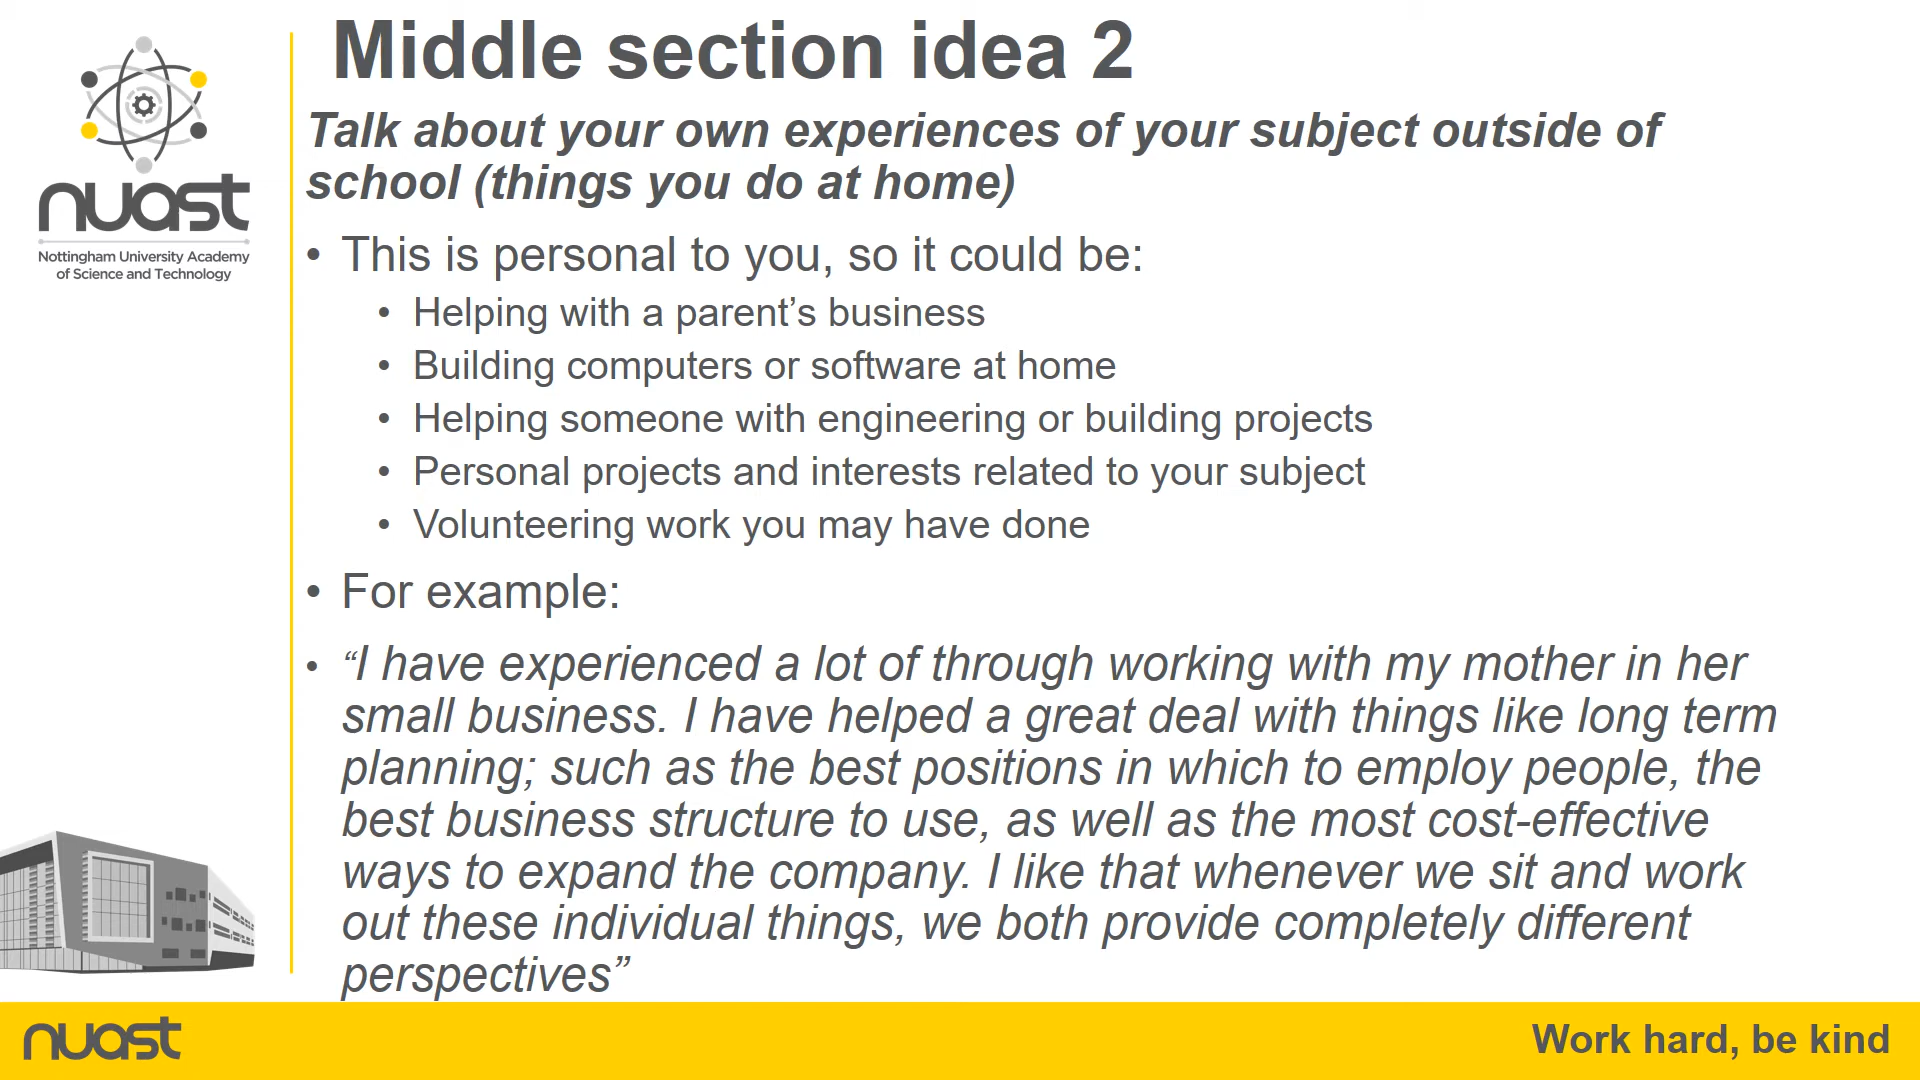 Middle section idea 2
nuast
Nottingham University Academy
of Science and Technology
Talk about your own experiences of your subject outside of
school (things you do at home)
• This is personal to you, so it could be:
• Helping with a parent’s business
• Building computers or software at home
• Helping someone with engineering or building projects
• Personal projects and interests related to your subject
• Volunteering work you may have done
• For example:
• “I have experienced a lot of through working with my mother in her
small business. I have helped a great deal with things like long term
planning; such as the best positions in which to employ people, the
best business structure to use, as well as the most cost-effective
ways to expand the company. I like that whenever we sit and work
out these individual things, we both provide completely different
perspectives”
nuast
Work hard, be kind